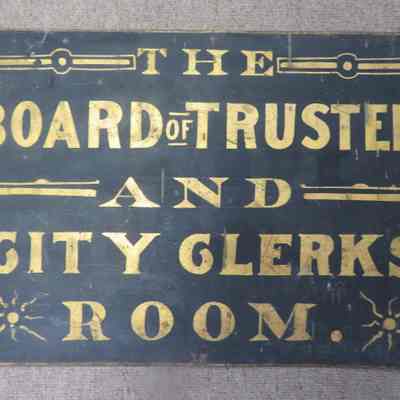 THE
BOARD OF TRUSTEE
AND
CITY CLERKS
ROOM.